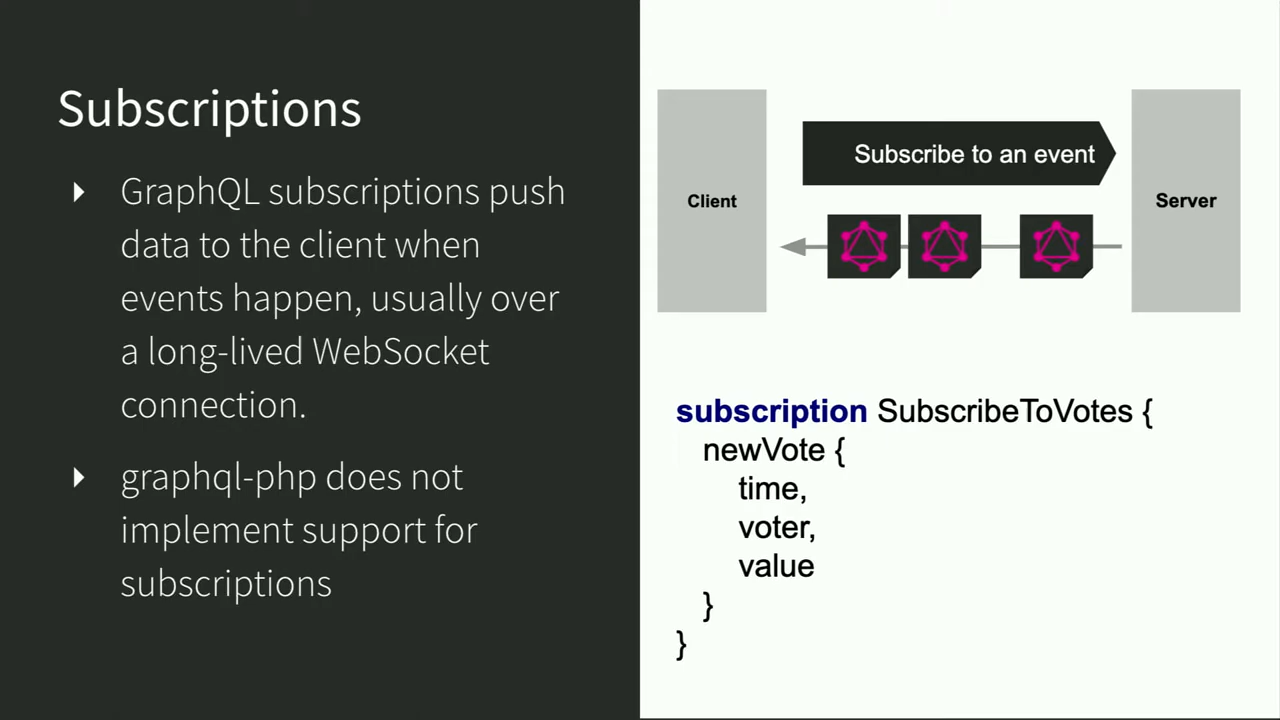 Subscriptions
GraphQL subscriptions push
data to the client when
events happen, usually over
a long-lived WebSocket
connection.
graphql-php does not
implement support for
subscriptions
Subscribe to an event
Client
Server
subscription SubscribeToVotes {
newVote {
time,
voter,
value
}
}